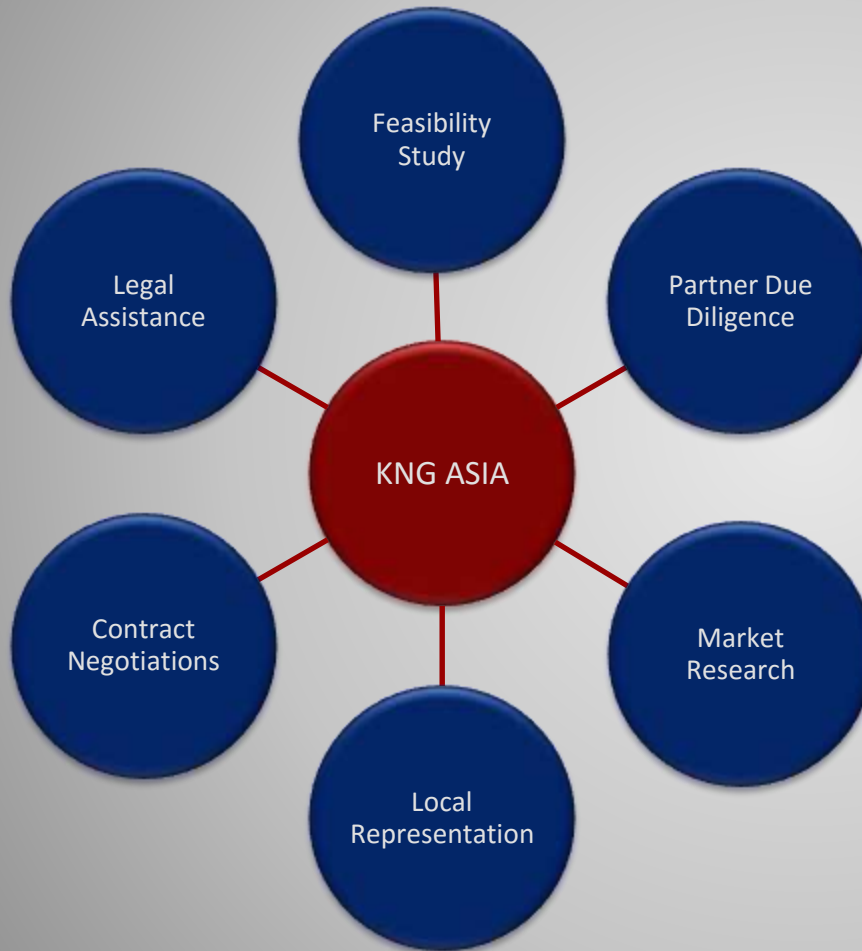 Feasibility
Study
Legal
Assistance
Partner Due
Diligence
KNG ASIA
Contract
Negotiations
Market
Research
Local
Representation